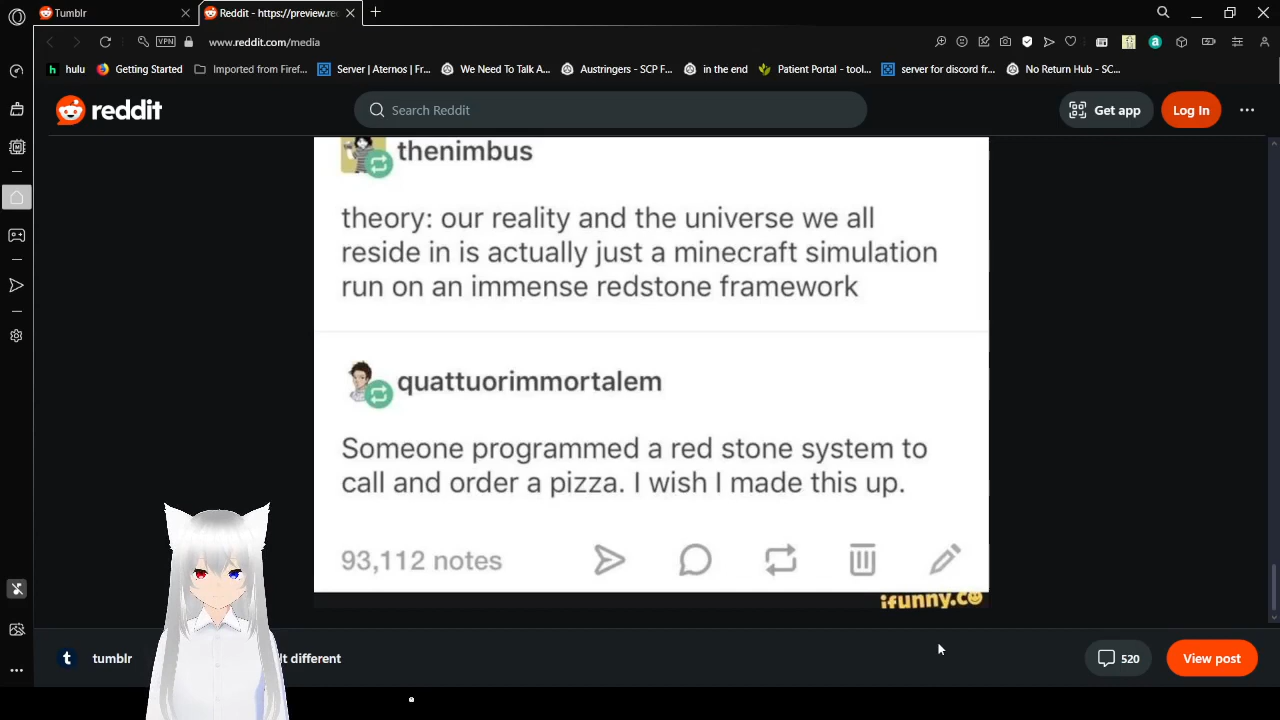 Tumblr
Reddit - https://preview.re
VPN
www.reddit.com/media
hulu
Getting Started
Imported from Firef...
Server | Aternos | Fr...
We Need To Talk A...
Austringers - SCP F...
in the end
Patient Portal - tool...
server for discord fr...
No Return Hub - SC...
reddit
Search Reddit
Get app
Log In
thenimbus
theory: our reality and the universe we all
reside in is actually just a minecraft simulation
run on an immense redstone framework
quattuorimmortalem
Someone programmed a red stone system to
call and order a pizza. I wish I made this up.
93,112 notes
ifunny.co
t tumblr
lt different
520
View post